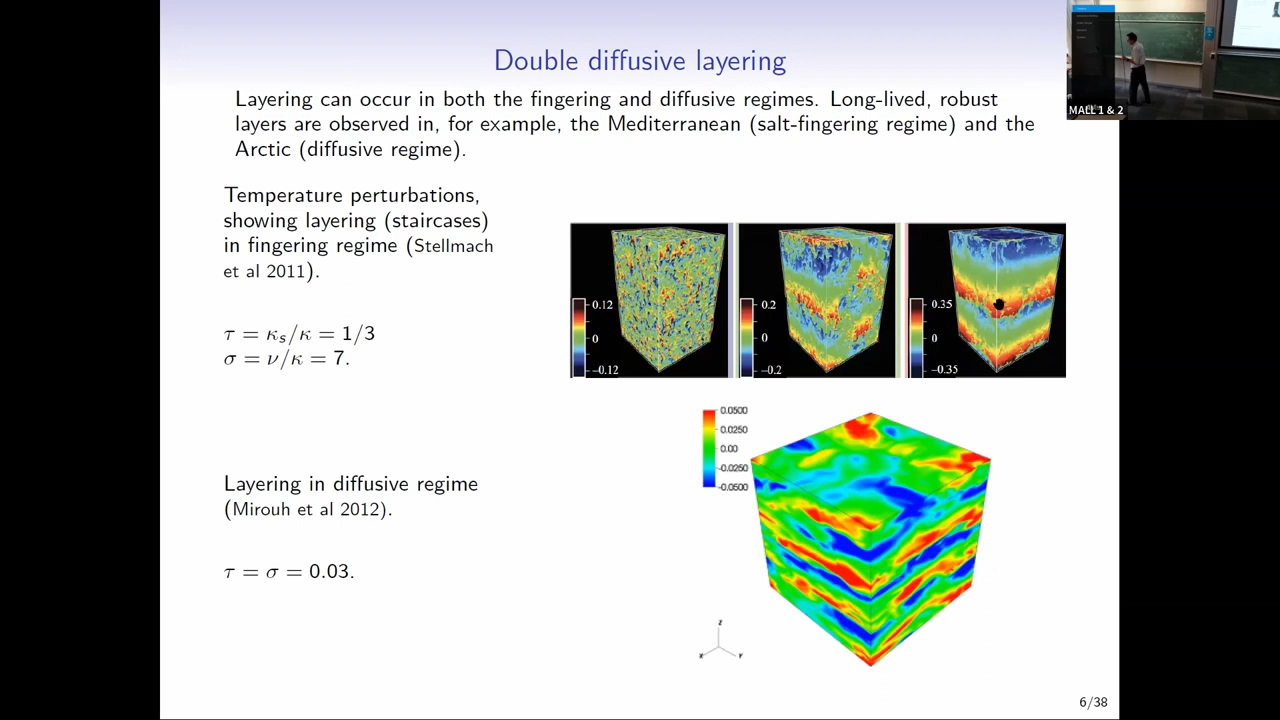 Double diffusive layering
Layering can occur in both the fingering and diffusive regimes. Long-lived, robust
layers are observed in, for example, the Mediterranean (salt-fingering regime) and the
Arctic (diffusive regime).
Temperature perturbations,
showing layering (staircases)
in fingering regime (Stellmach
et al 2011).
τ = κₛ/κ = 1/3
σ = ν/κ = 7.
0.12
0
−0.12
0.2
0
−0.2
0.35
0
−0.35
0.0500
0.0250
0.00
-0.0250
-0.0500
Layering in diffusive regime
(Mirouh et al 2012).
τ = σ = 0.03.
Z
X
Y
6/38
MALL 1 & 2